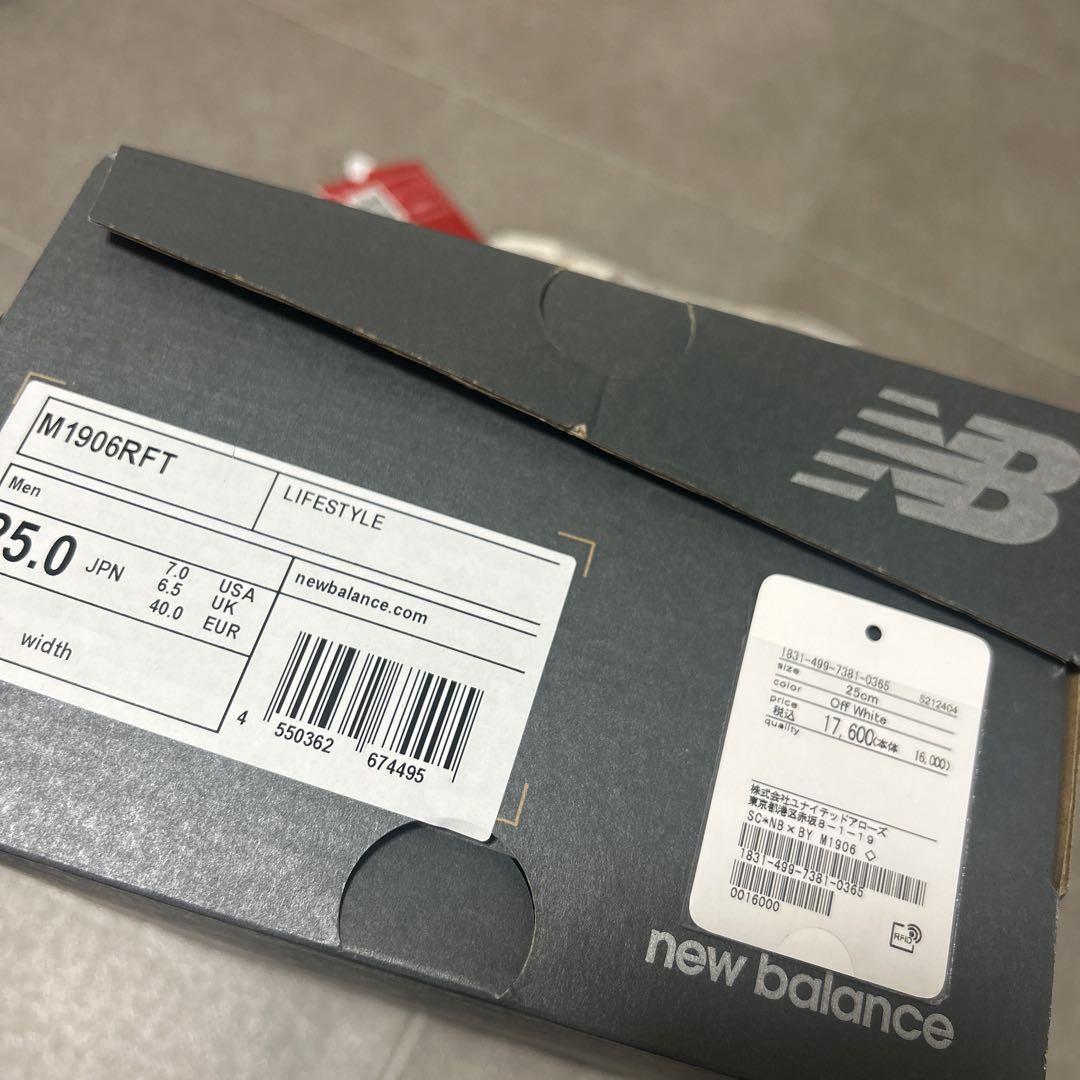 M1906RFT
LIFESTYLE
Men
25.0 JPN
7.0 USA
6.5 UK
40.0 EUR
width
newbalance.com
4 550362 674495
NB
1831-499-7381-0365
size 25cm 5212404
color Off White
price
税込 17,600(本体 16,000)
quality
株式会社ユナイテッドアローズ
東京都港区赤坂8-1-19
SC*NB×BY M1906 ◇
1831-499-7381-0365
0016000
RFID
new balance